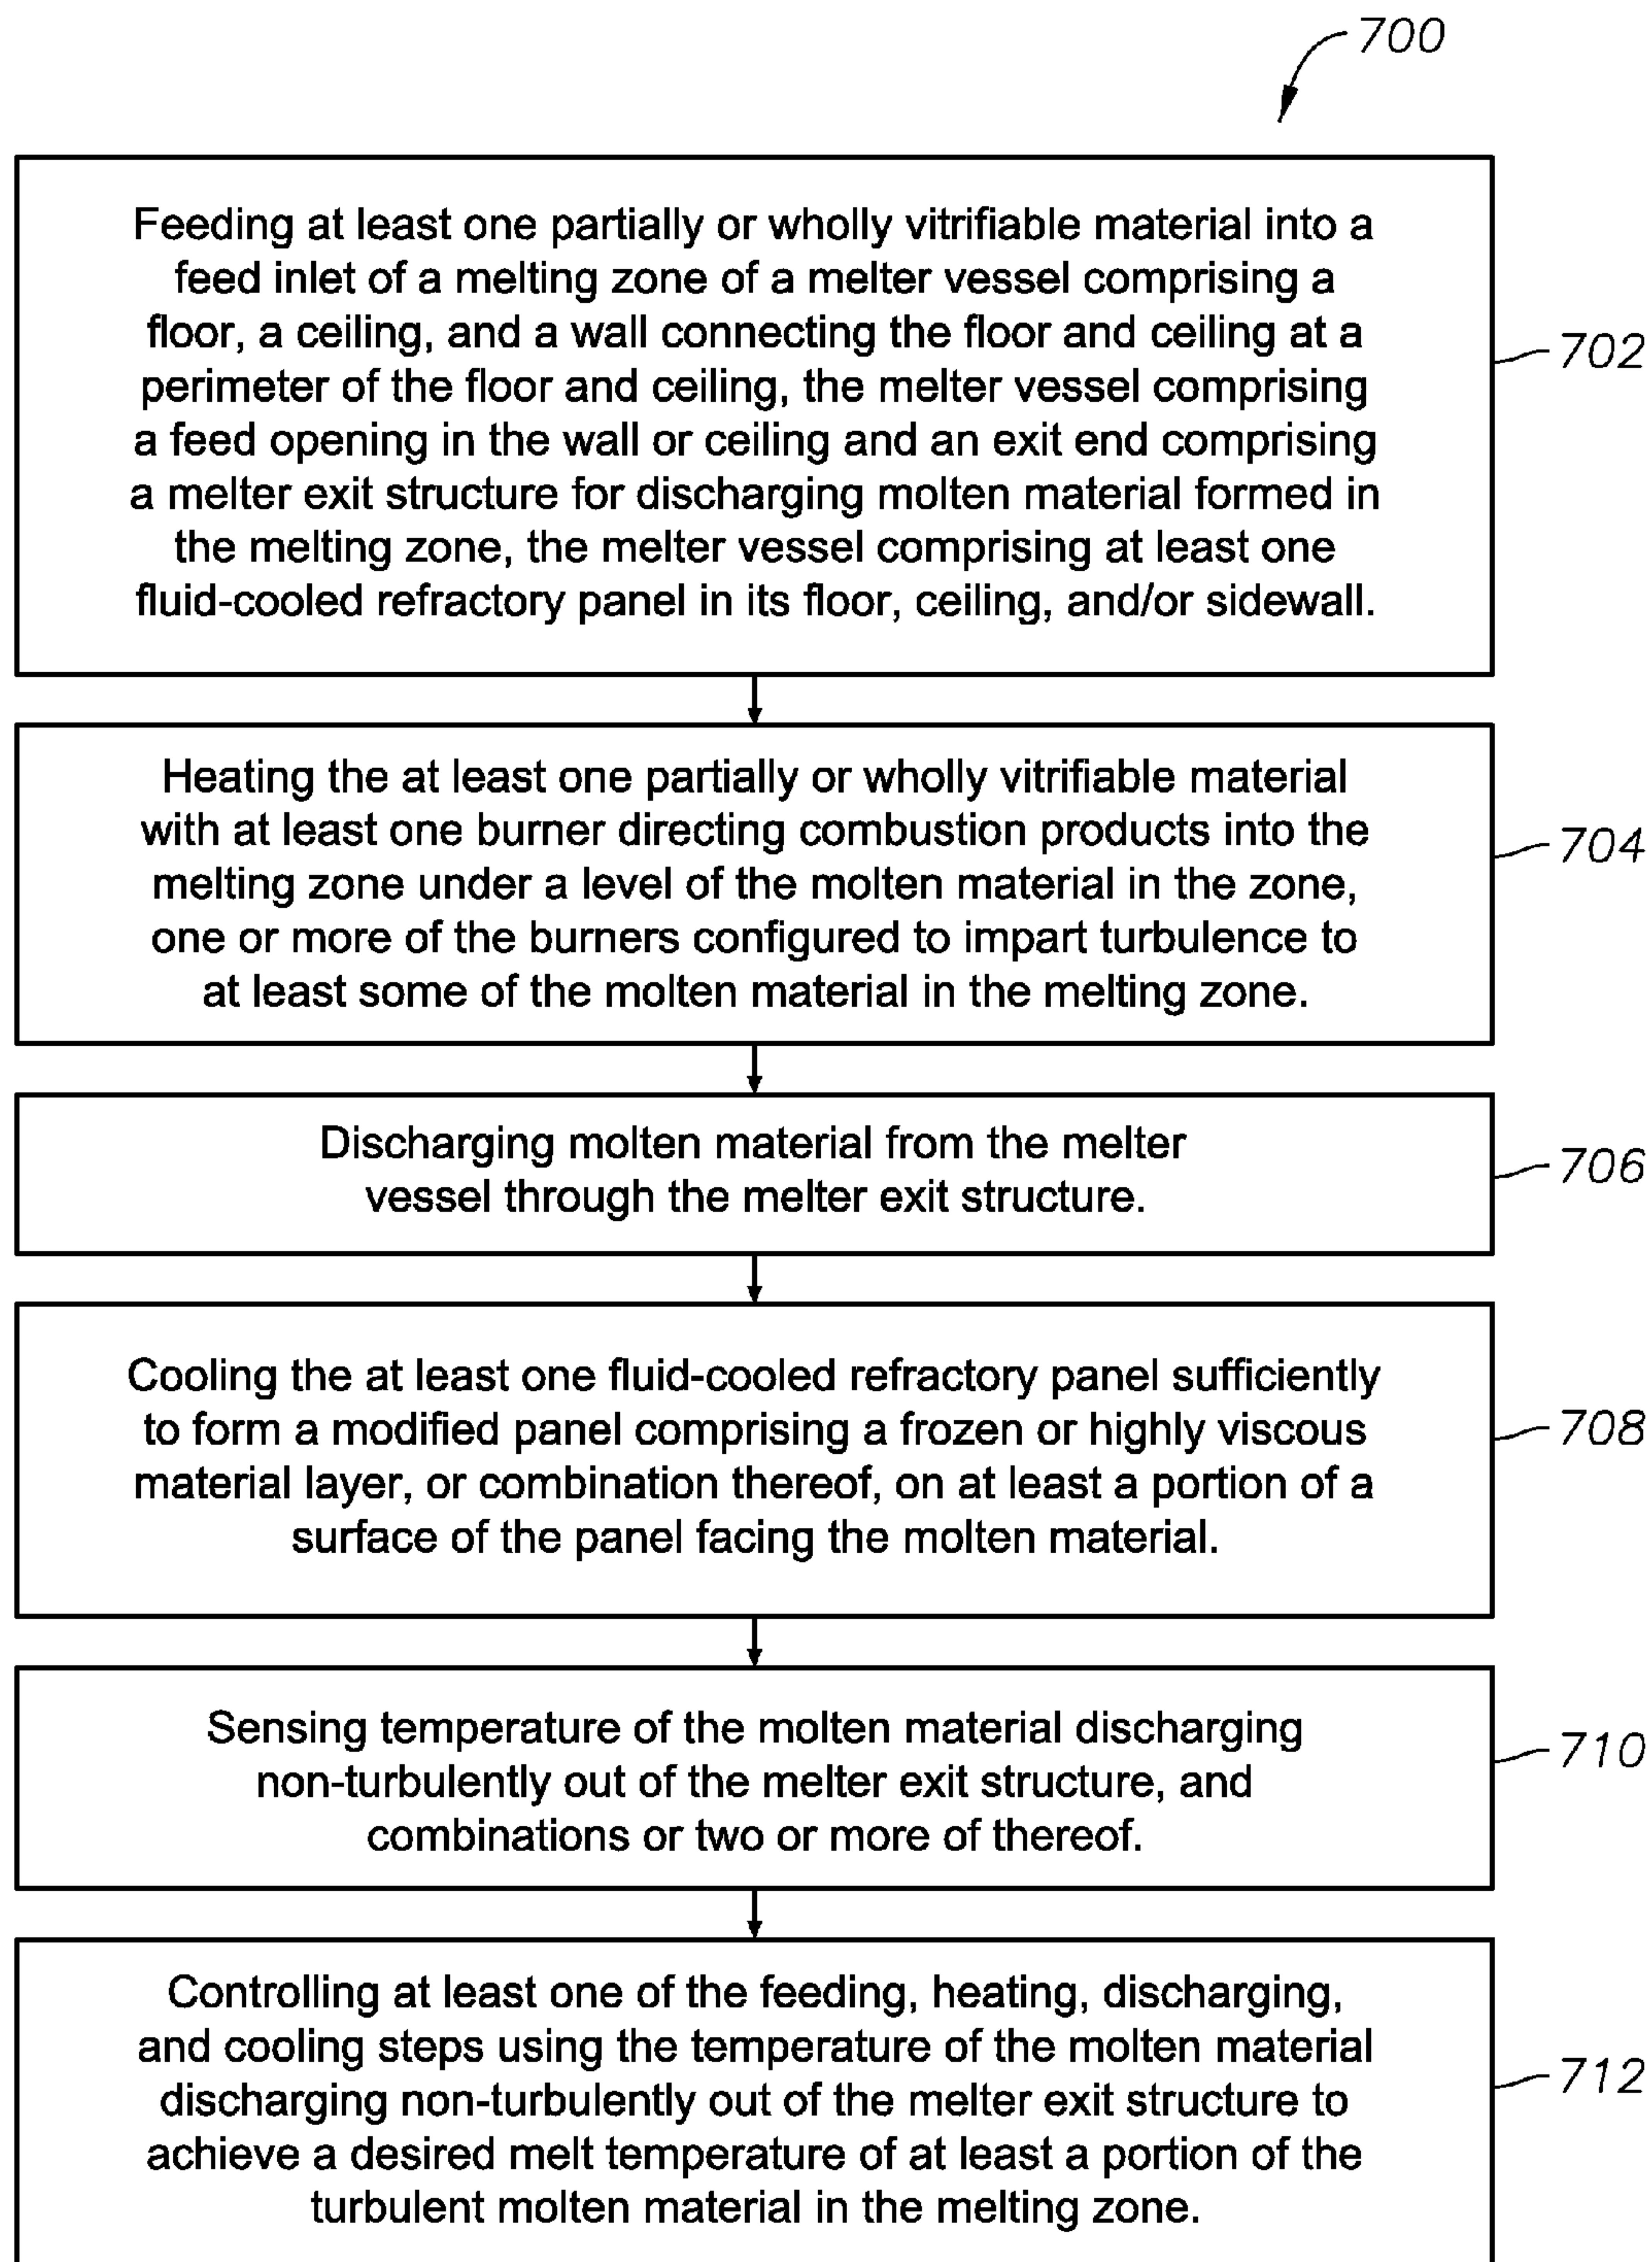 700
Feeding at least one partially or wholly vitrifiable material into a
feed inlet of a melting zone of a melter vessel comprising a
floor, a ceiling, and a wall connecting the floor and ceiling at a
perimeter of the floor and ceiling, the melter vessel comprising
a feed opening in the wall or ceiling and an exit end comprising
a melter exit structure for discharging molten material formed in
the melting zone, the melter vessel comprising at least one
fluid-cooled refractory panel in its floor, ceiling, and/or sidewall.
702
Heating the at least one partially or wholly vitrifiable material
with at least one burner directing combustion products into the
melting zone under a level of the molten material in the zone,
one or more of the burners configured to impart turbulence to
at least some of the molten material in the melting zone.
704
Discharging molten material from the melter
vessel through the melter exit structure.
706
Cooling the at least one fluid-cooled refractory panel sufficiently
to form a modified panel comprising a frozen or highly viscous
material layer, or combination thereof, on at least a portion of a
surface of the panel facing the molten material.
708
Sensing temperature of the molten material discharging
non-turbulently out of the melter exit structure, and
combinations or two or more of thereof.
710
Controlling at least one of the feeding, heating, discharging,
and cooling steps using the temperature of the molten material
discharging non-turbulently out of the melter exit structure to
achieve a desired melt temperature of at least a portion of the
turbulent molten material in the melting zone.
712